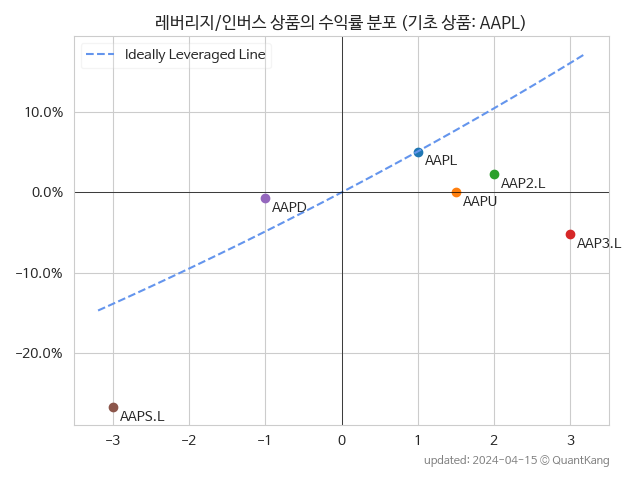 레버리지/인버스 상품의 수익률 분포 (기초 상품: AAPL)
Ideally Leveraged Line
10.0%
0.0%
−10.0%
−20.0%
AAPL
AAP2.L
AAPU
AAPD
AAP3.L
AAPS.L
−3 −2 −1 0 1 2 3
updated: 2024-04-15 © QuantKang